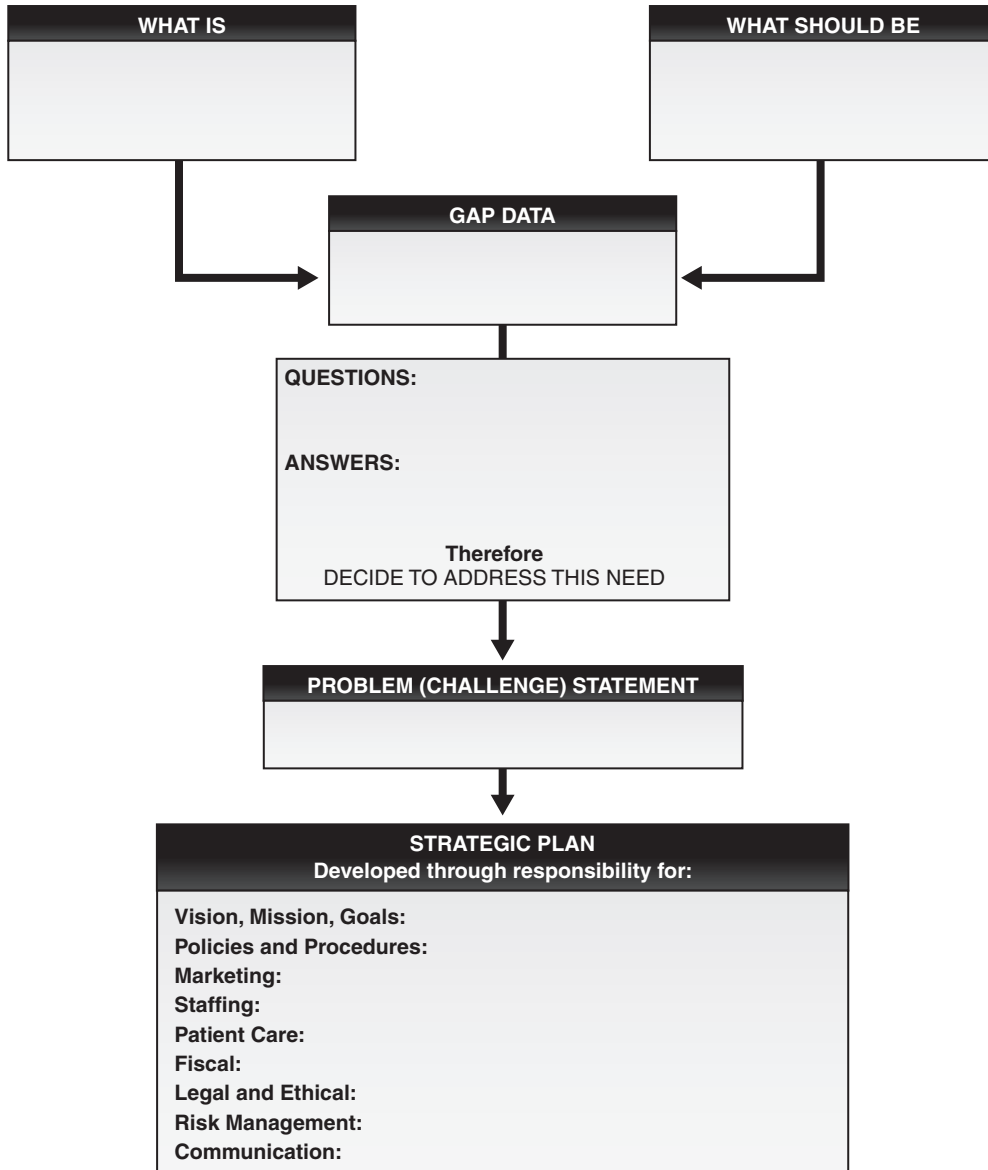 WHAT IS
WHAT SHOULD BE
GAP DATA
QUESTIONS:
ANSWERS:
Therefore
DECIDE TO ADDRESS THIS NEED
PROBLEM (CHALLENGE) STATEMENT
STRATEGIC PLAN
Developed through responsibility for:
Vision, Mission, Goals:
Policies and Procedures:
Marketing:
Staffing:
Patient Care:
Fiscal:
Legal and Ethical:
Risk Management:
Communication: